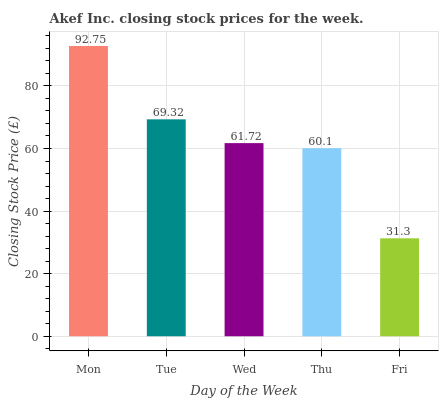 Akef Inc. closing stock prices for the week.
92.75
69.32
61.72
60.1
31.3
80
60
40
20
0
Closing Stock Price (£)
Mon Tue Wed Thu Fri
Day of the Week